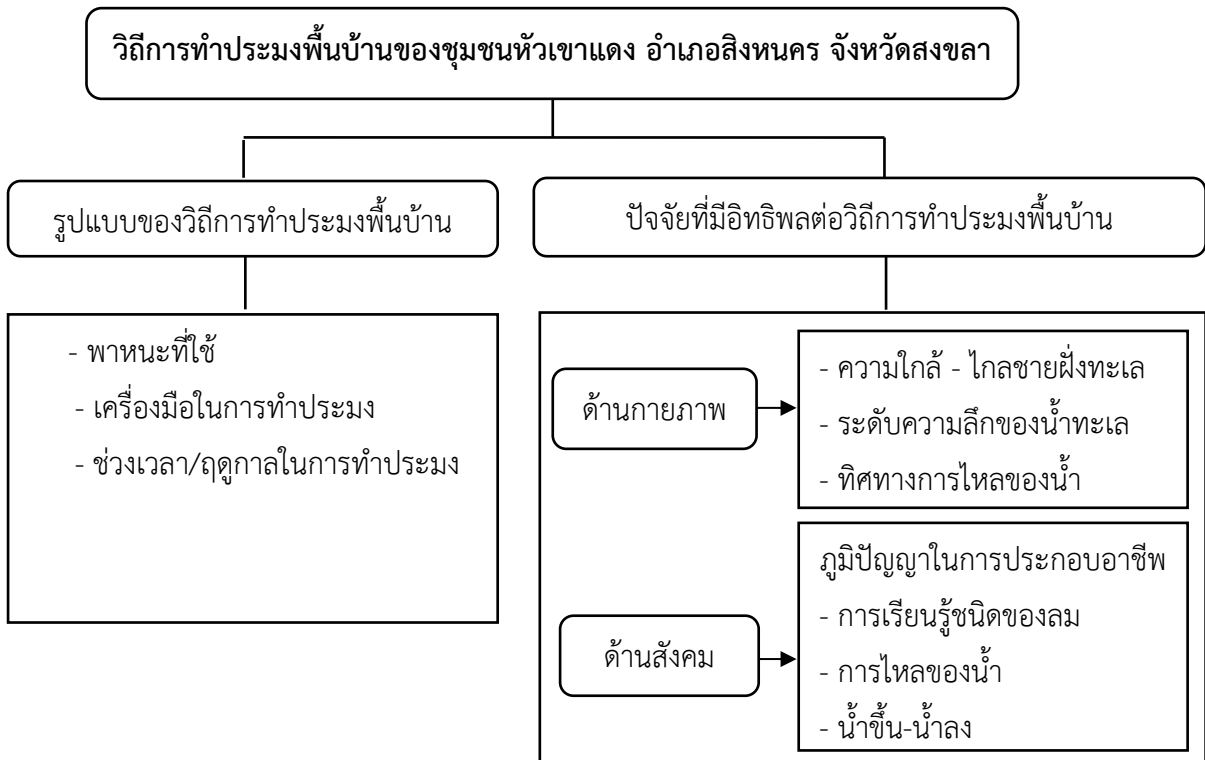 วิถีการทำประมงพื้นบ้านของชุมชนหัวเขาแดง อำเภอสิงหนคร จังหวัดสงขลา
รูปแบบของวิถีการทำประมงพื้นบ้าน
ปัจจัยที่มีอิทธิพลต่อวิถีการทำประมงพื้นบ้าน
- พาหนะที่ใช้
- เครื่องมือในการทำประมง
- ช่วงเวลา/ฤดูกาลในการทำประมง
ด้านกายภาพ
- ความใกล้ - ไกลชายฝั่งทะเล
- ระดับความลึกของน้ำทะเล
- ทิศทางการไหลของน้ำ
ด้านสังคม
ภูมิปัญญาในการประกอบอาชีพ
- การเรียนรู้ชนิดของลม
- การไหลของน้ำ
- น้ำขึ้น-น้ำลง